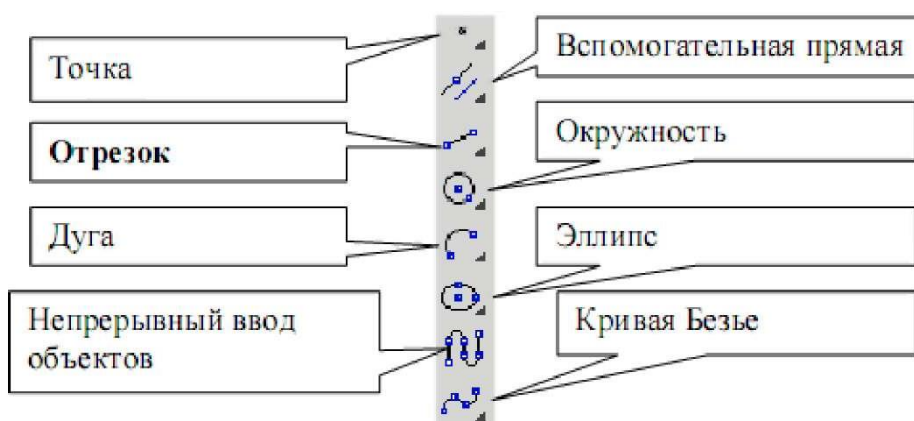 Точка
Вспомогательная прямая
Отрезок
Окружность
Дуга
Эллипс
Непрерывный ввод
объектов
Кривая Безье